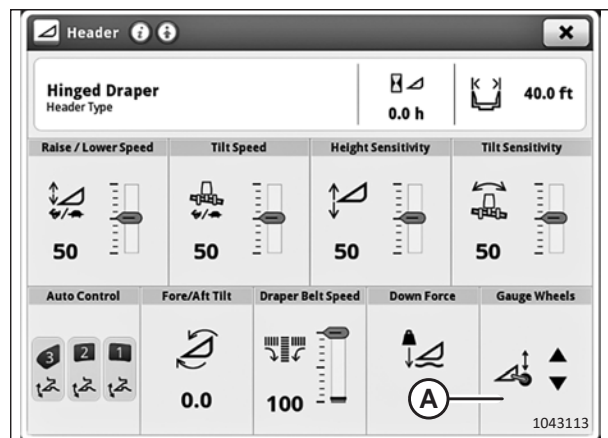 Header
Hinged Draper
Header Type
0.0 h
40.0 ft
Raise / Lower Speed
Tilt Speed
Height Sensitivity
Tilt Sensitivity
50
50
50
50
Auto Control
Fore/Aft Tilt
Draper Belt Speed
Down Force
Gauge Wheels
3
2
1
0.0
100
A
1043113